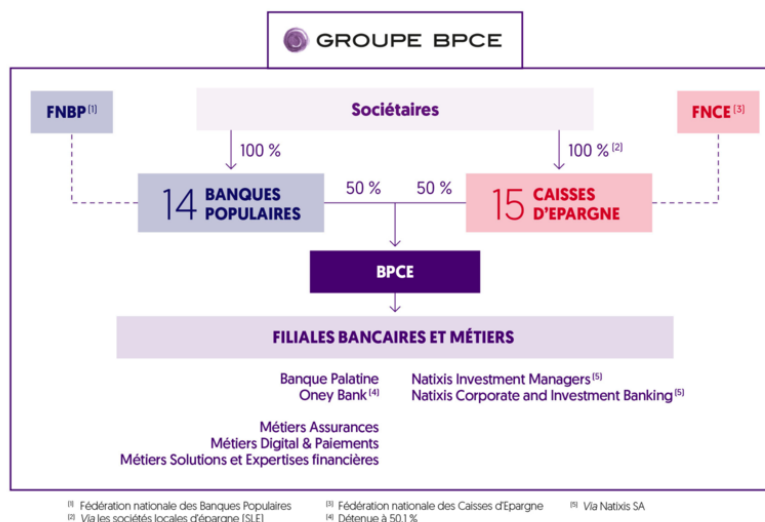 GROUPE BPCE
FNBP [1]
Sociétaires
FNCE [3]
100 %
100 % [2]
14 BANQUES
POPULAIRES
50 %
50 %
15 CAISSES
D'EPARGNE
BPCE
FILIALES BANCAIRES ET MÉTIERS
Banque Palatine
Oney Bank [4]
Natixis Investment Managers [5]
Natixis Corporate and Investment Banking [5]
Métiers Assurances
Métiers Digital & Paiements
Métiers Solutions et Expertises financières
[1] Fédération nationale des Banques Populaires
[2] Via les sociétés locales d'épargne [SLE]
[3] Fédération nationale des Caisses d'Epargne
[4] Détenue à 50,1 %
[5] Via Natixis SA